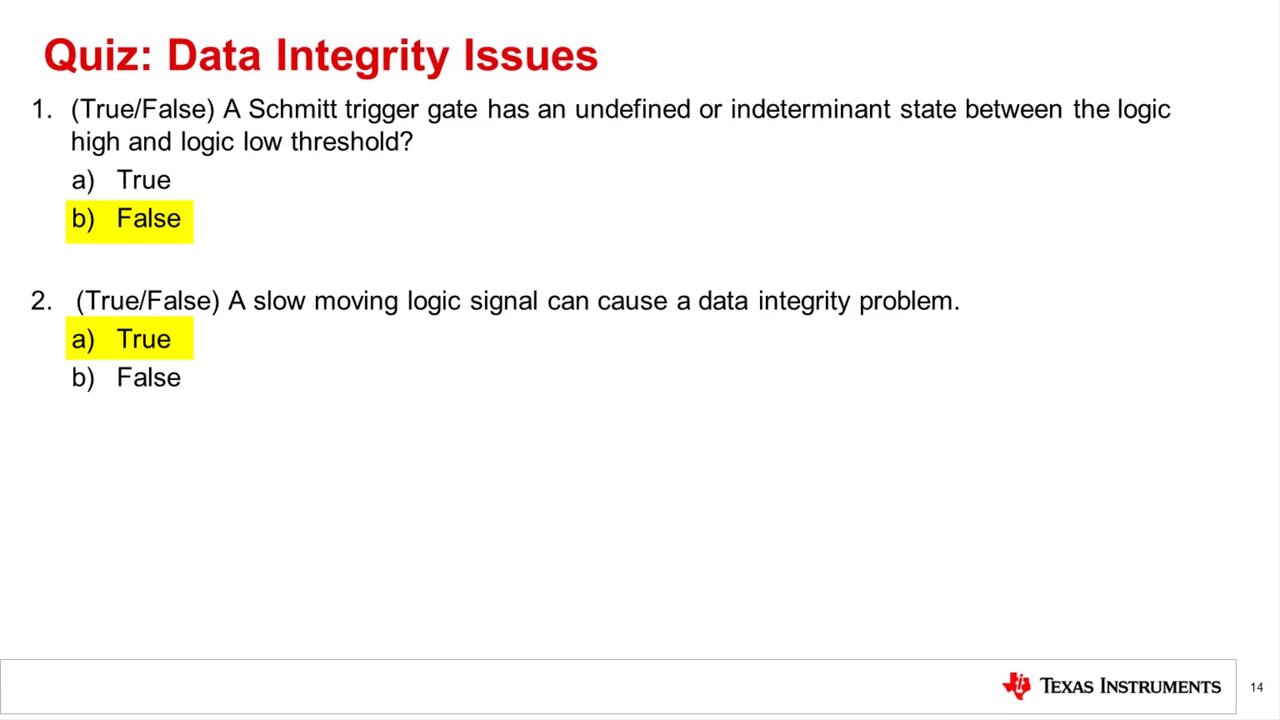 Quiz: Data Integrity Issues
1. (True/False) A Schmitt trigger gate has an undefined or indeterminant state between the logic
high and logic low threshold?
a) True
b) False
2. (True/False) A slow moving logic signal can cause a data integrity problem.
a) True
b) False
TEXAS INSTRUMENTS
14